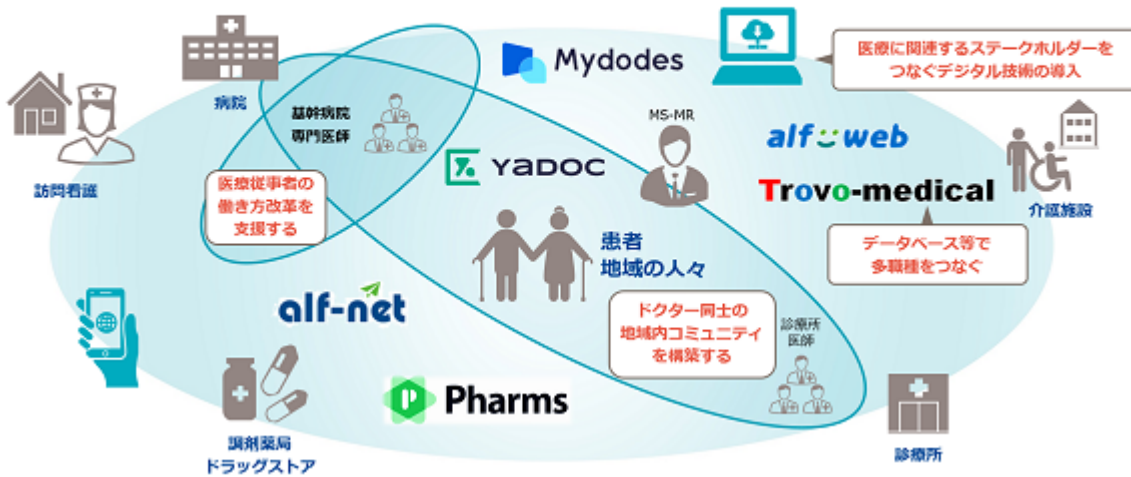 病院
基幹病院
専門医師
Mydodes
医療に関連するステークホルダーを
つなぐデジタル技術の導入
MS-MR
alf web
訪問看護
医療従事者の
働き方改革を
支援する
YaDOC
Trovo-medical
介護施設
データベース等で
多職種をつなぐ
患者
地域の人々
alf-net
ドクター同士の
地域内コミュニティ
を構築する
診療所
医師
Pharms
調剤薬局
ドラッグストア
診療所